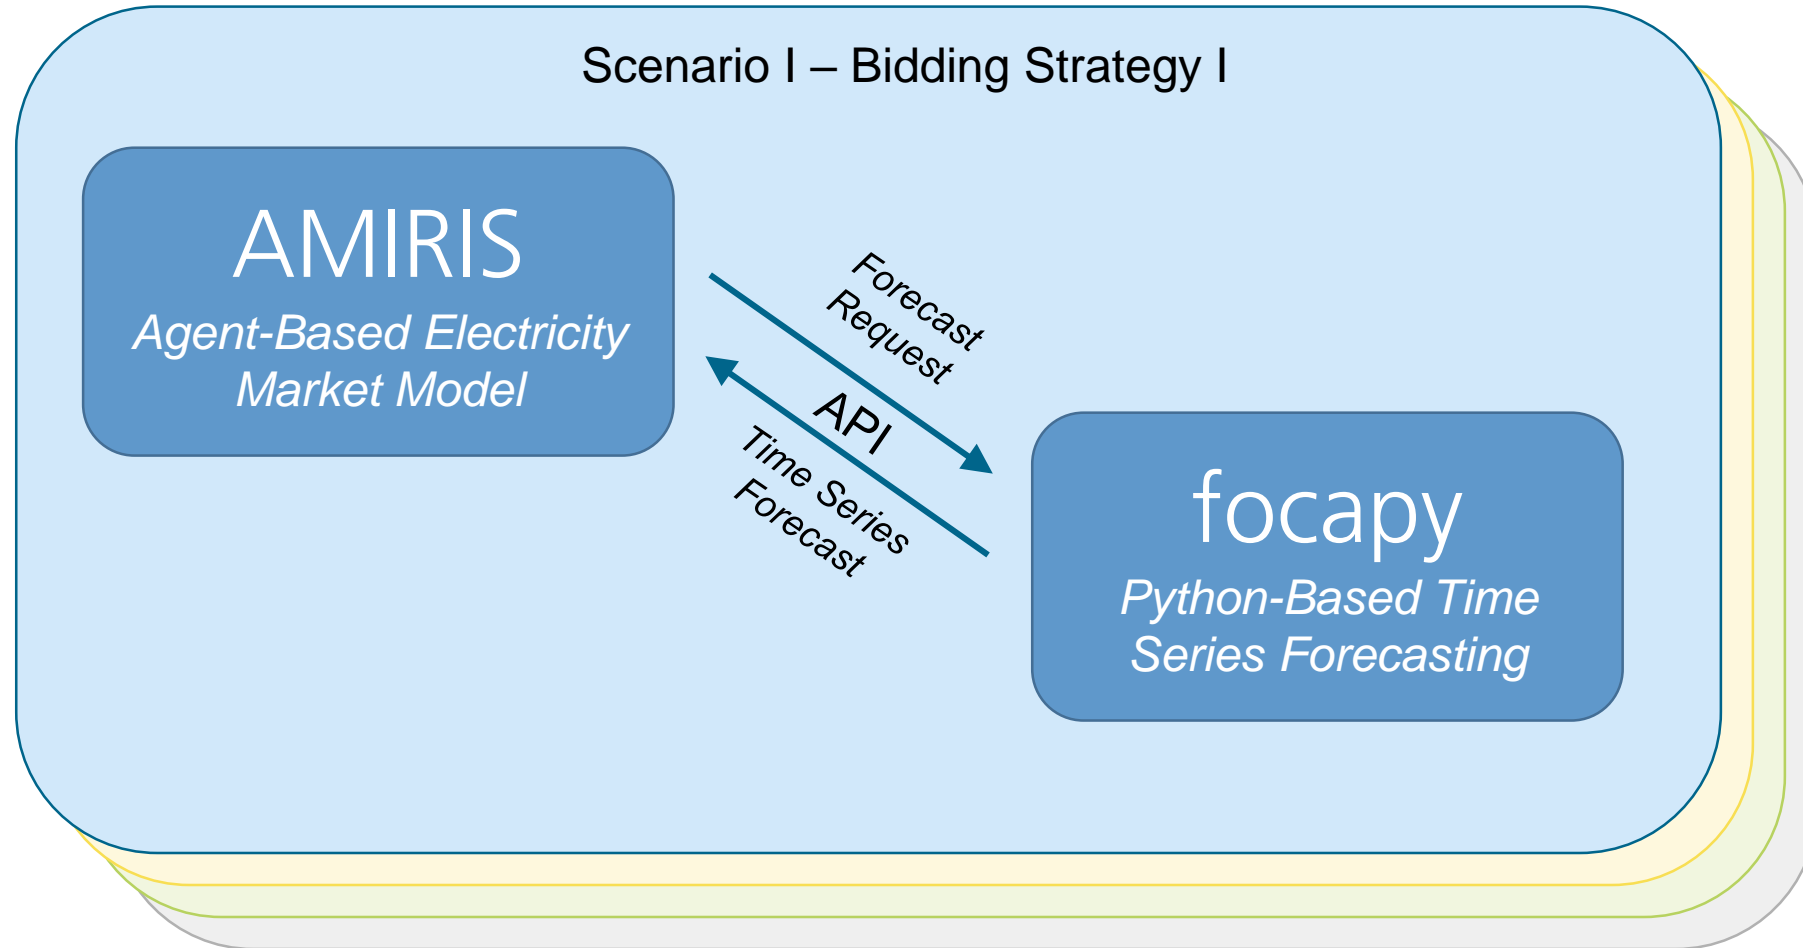 Scenario I – Bidding Strategy I
AMIRIS
Agent-Based Electricity
Market Model
Forecast
Request
API
Time Series
Forecast
focapy
Python-Based Time
Series Forecasting